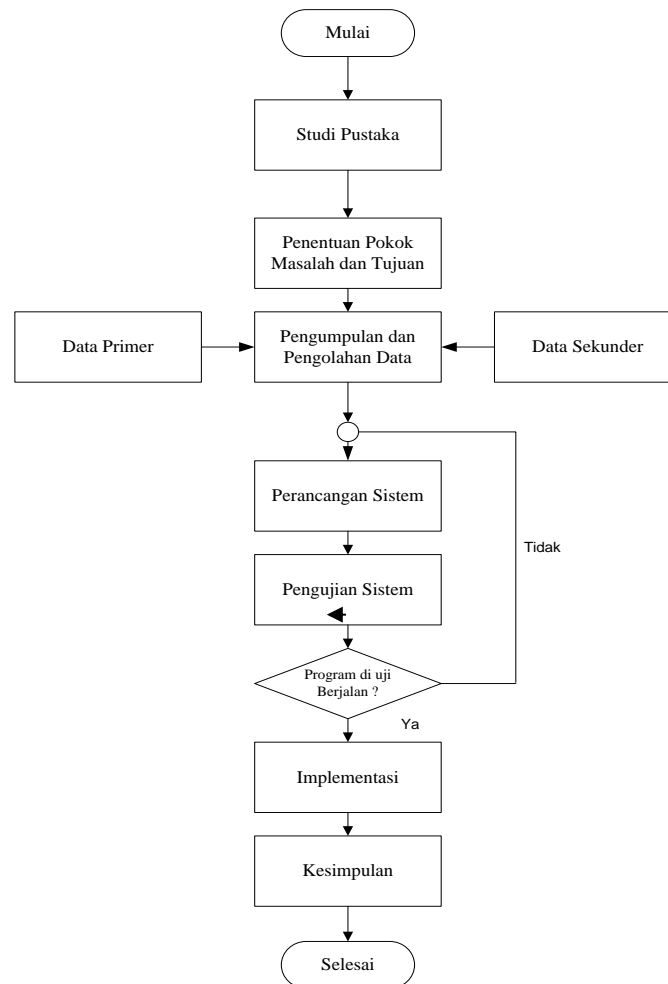 Mulai
Studi Pustaka
Penentuan Pokok
Masalah dan Tujuan
Data Primer
Pengumpulan dan
Pengolahan Data
Data Sekunder
Perancangan Sistem
Tidak
Pengujian Sistem
Program di uji
Berjalan ?
Ya
Implementasi
Kesimpulan
Selesai